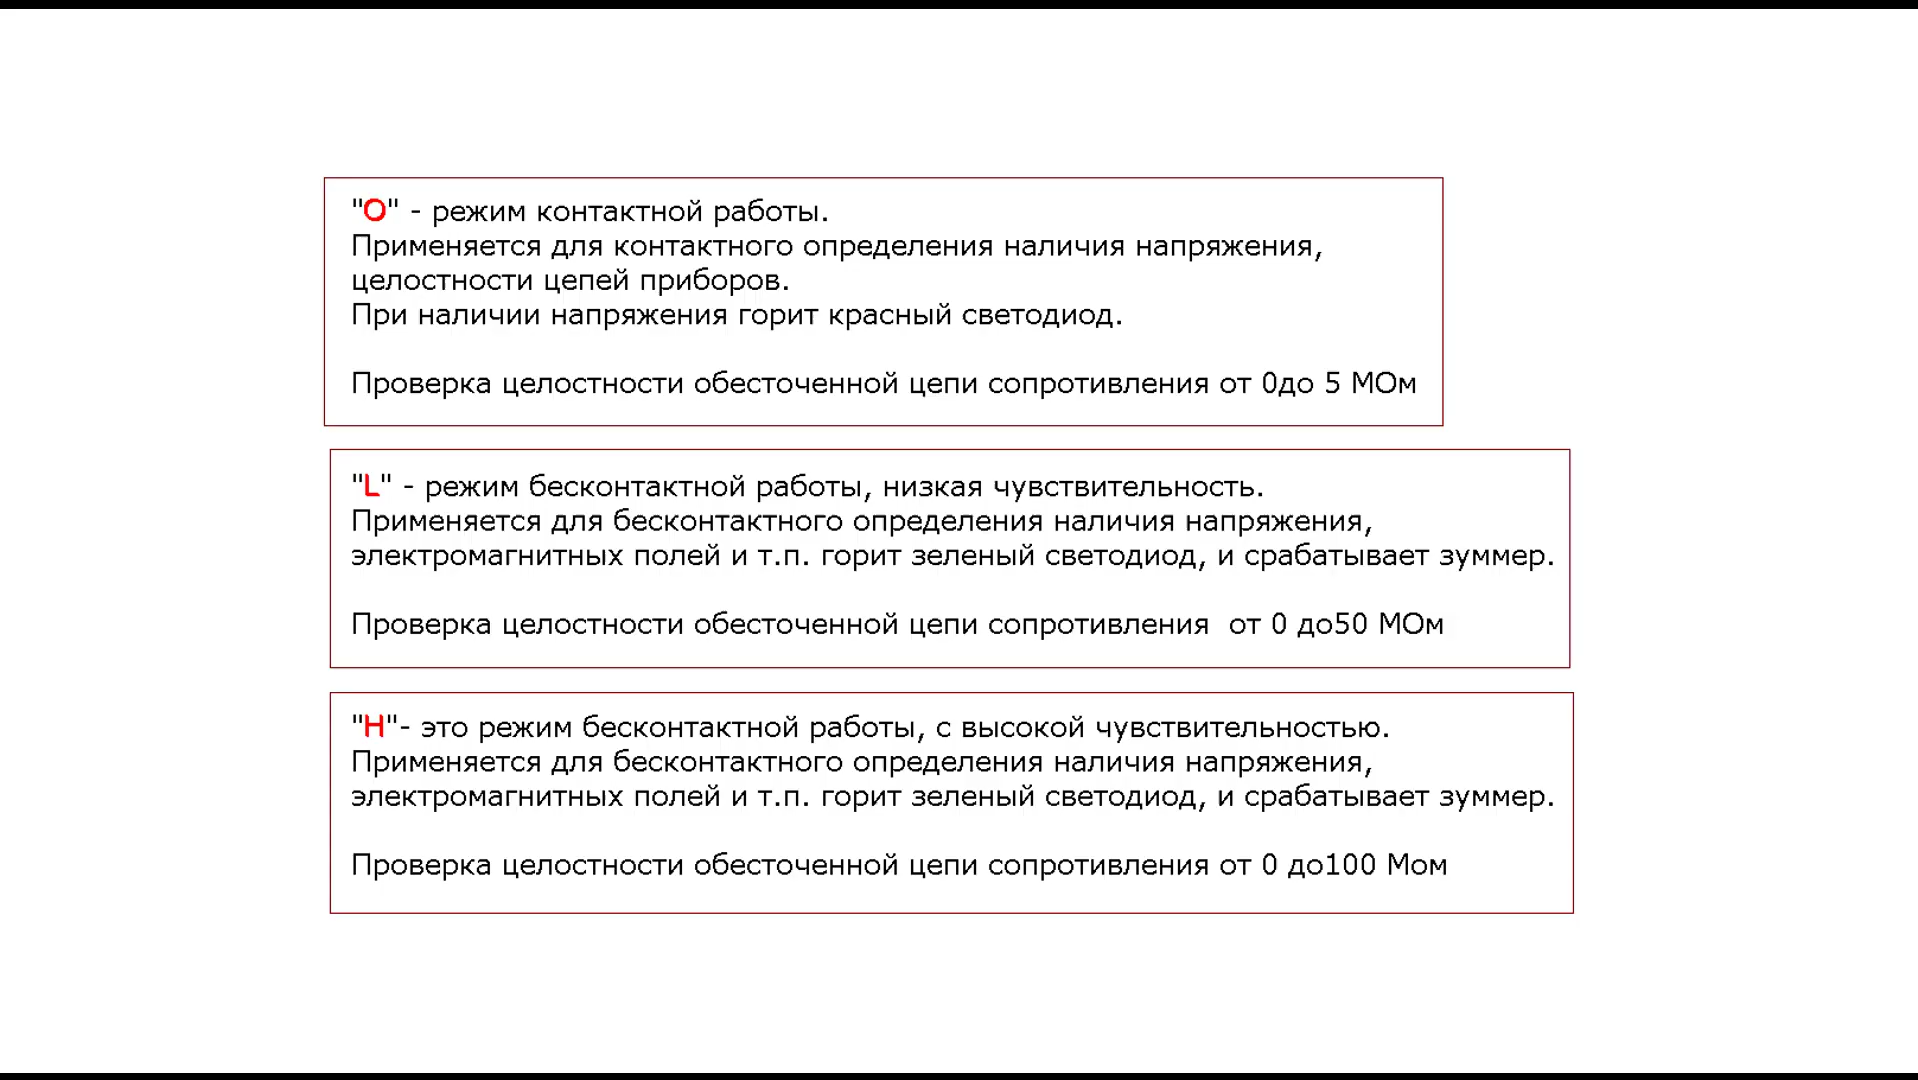 "O" - режим контактной работы.
Применяется для контактного определения наличия напряжения,
целостности цепей приборов.
При наличии напряжения горит красный светодиод.
Проверка целостности обесточенной цепи сопротивления от 0до 5 МОм
"L" - режим бесконтактной работы, низкая чувствительность.
Применяется для бесконтактного определения наличия напряжения,
электромагнитных полей и т.п. горит зеленый светодиод, и срабатывает зуммер.
Проверка целостности обесточенной цепи сопротивления  от 0 до50 МОм
"H"- это режим бесконтактной работы, с высокой чувствительностью.
Применяется для бесконтактного определения наличия напряжения,
электромагнитных полей и т.п. горит зеленый светодиод, и срабатывает зуммер.
Проверка целостности обесточенной цепи сопротивления от 0 до100 Мом